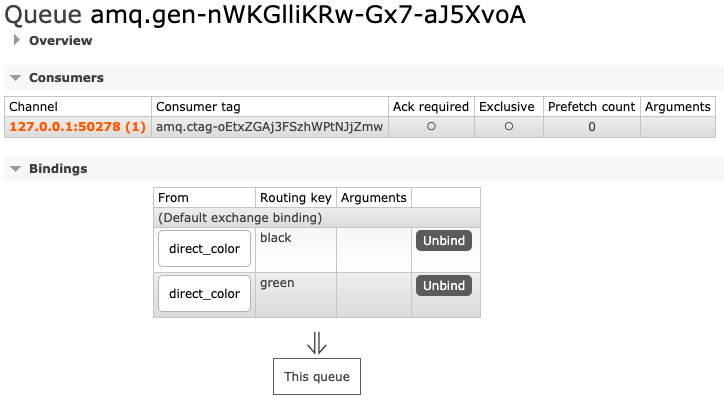 Queue amq.gen-nWKGlliKRw-Gx7-aJ5XvoA
Overview
Consumers
Channel Consumer tag Ack required Exclusive Prefetch count Arguments
127.0.0.1:50278 (1) amq.ctag-oEtxZGAj3FSzhWPtNJjZmw ○ ○ 0
Bindings
From Routing key Arguments
(Default exchange binding)
direct_color black Unbind
direct_color green Unbind
⇓
This queue